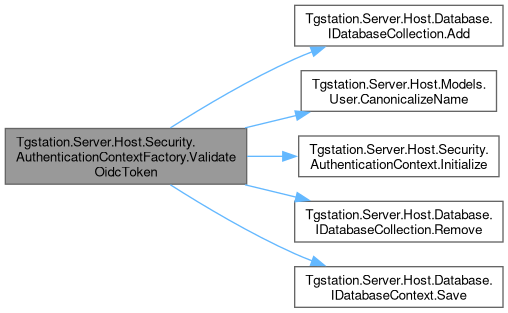 Tgstation.Server.Host.Security.
AuthenticationContextFactory.Validate
OidcToken
Tgstation.Server.Host.Database.
IDatabaseCollection.Add
Tgstation.Server.Host.Models.
User.CanonicalizeName
Tgstation.Server.Host.Security.
AuthenticationContext.Initialize
Tgstation.Server.Host.Database.
IDatabaseCollection.Remove
Tgstation.Server.Host.Database.
IDatabaseContext.Save